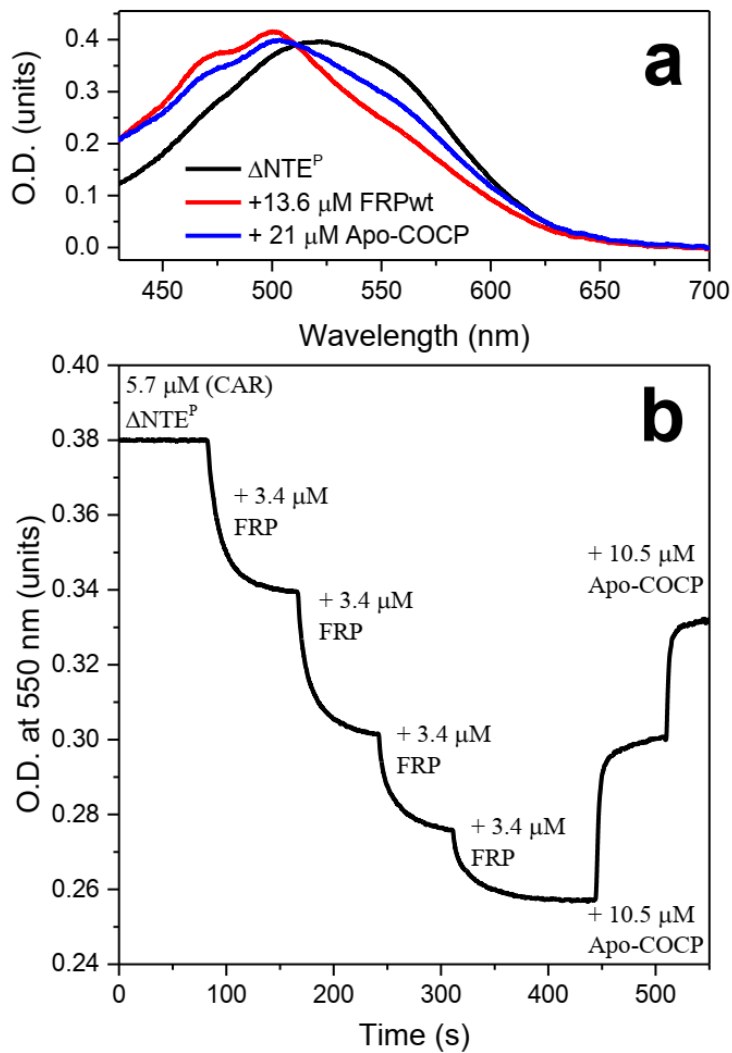 a
0.4
0.3
0.2
0.1
0.0
O.D. (units)
ΔNTE^P
+13.6 μM FRPwt
+ 21 μM Apo-COCP
450 500 550 600 650 700
Wavelength (nm)
b
0.40
0.38
0.36
0.34
0.32
0.30
0.28
0.26
0.24
O.D. at 550 nm (units)
5.7 μM (CAR)
ΔNTE^P
+ 3.4 μM
FRP
+ 3.4 μM
FRP
+ 3.4 μM
FRP
+ 3.4 μM
FRP
+ 10.5 μM
Apo-COCP
+ 10.5 μM
Apo-COCP
0 100 200 300 400 500
Time (s)